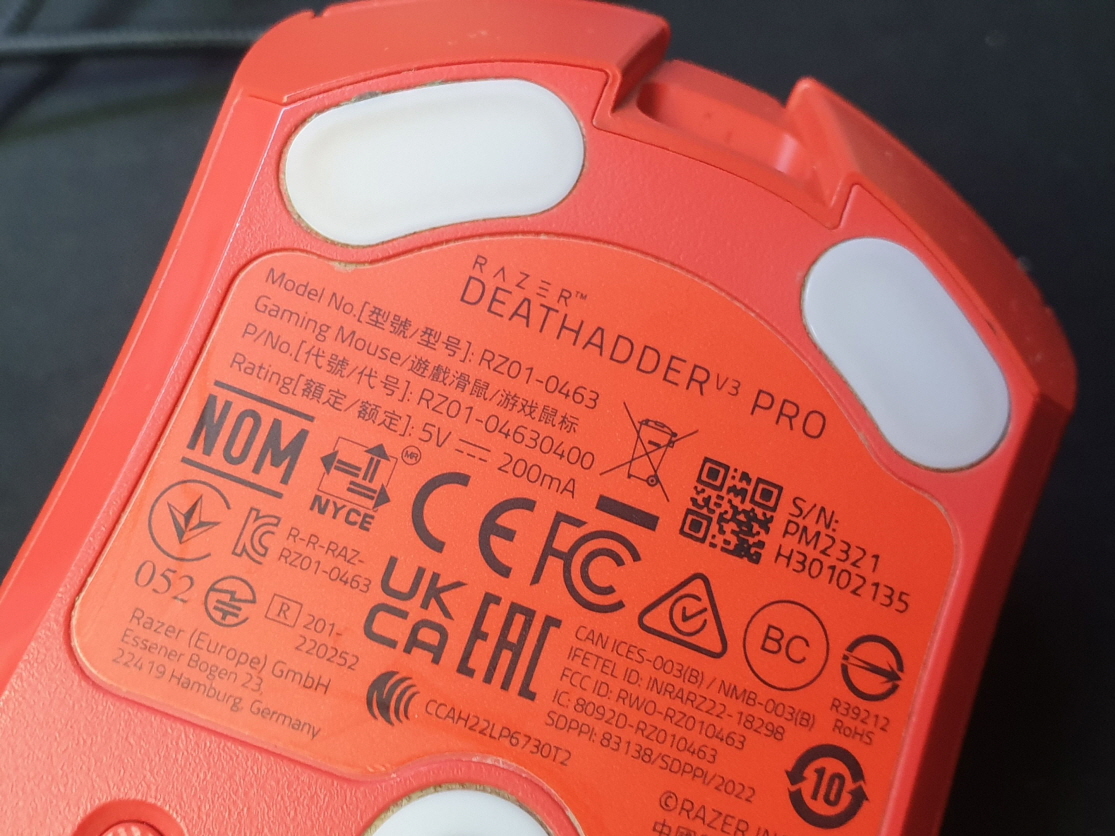 RAZER™
DEATHADDER V3 PRO
Model No.[型號/型号]: RZ01-0463
Gaming Mouse/遊戲滑鼠/游戏鼠标
P/No.[代號/代号]: RZ01-04630400
Rating[額定/额定]: 5V ⎓ 200mA
S/N:
PM2321
H30102135
NOM
MR
NYCE
CE
FC
R-R-RAZ-
RZ01-0463
052
R 201-
220252
UK
CA
EAC
BC
R39212
RoHS
Razer (Europe) GmbH
Essener Bogen 23,
22419 Hamburg, Germany
CCAH22LP6730T2
CAN ICES-003(B) / NMB-003(B)
IFETEL ID: INRARZ22-18298
FCC ID: RWO-RZ010463
IC: 8092D-RZ010463
SDPPI: 83138/SDPPI/2022
10
©RAZER